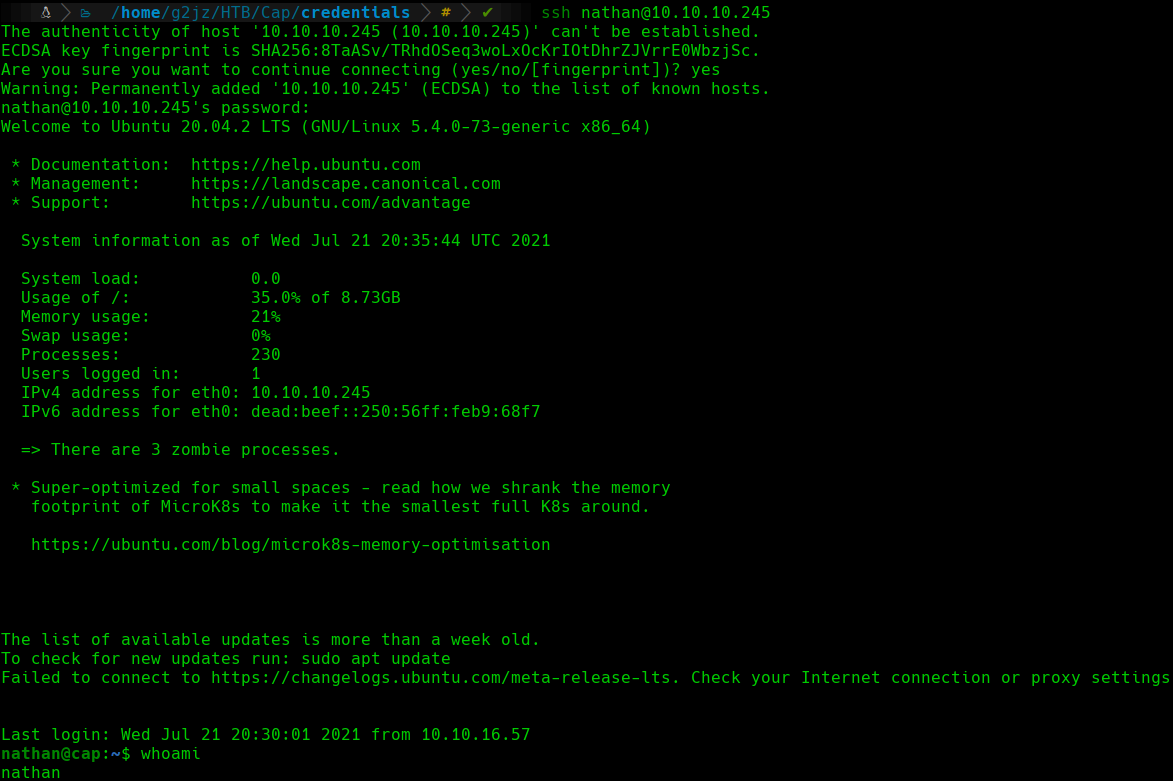 /home/g2jz/HTB/Cap/credentials # ✔ ssh nathan@10.10.10.245
The authenticity of host '10.10.10.245 (10.10.10.245)' can't be established.
ECDSA key fingerprint is SHA256:8TaASv/TRhdOSeq3woLxOcKrIOtDhrZJVrrE0WbzjSc.
Are you sure you want to continue connecting (yes/no/[fingerprint])? yes
Warning: Permanently added '10.10.10.245' (ECDSA) to the list of known hosts.
nathan@10.10.10.245's password:
Welcome to Ubuntu 20.04.2 LTS (GNU/Linux 5.4.0-73-generic x86_64)
* Documentation:  https://help.ubuntu.com
* Management:     https://landscape.canonical.com
* Support:        https://ubuntu.com/advantage
System information as of Wed Jul 21 20:35:44 UTC 2021
System load:           0.0
Usage of /:            35.0% of 8.73GB
Memory usage:          21%
Swap usage:            0%
Processes:             230
Users logged in:       1
IPv4 address for eth0: 10.10.10.245
IPv6 address for eth0: dead:beef::250:56ff:feb9:68f7
=> There are 3 zombie processes.
* Super-optimized for small spaces - read how we shrank the memory
footprint of MicroK8s to make it the smallest full K8s around.
https://ubuntu.com/blog/microk8s-memory-optimisation
The list of available updates is more than a week old.
To check for new updates run: sudo apt update
Failed to connect to https://changelogs.ubuntu.com/meta-release-lts. Check your Internet connection or proxy settings
Last login: Wed Jul 21 20:30:01 2021 from 10.10.16.57
nathan@cap:~$ whoami
nathan